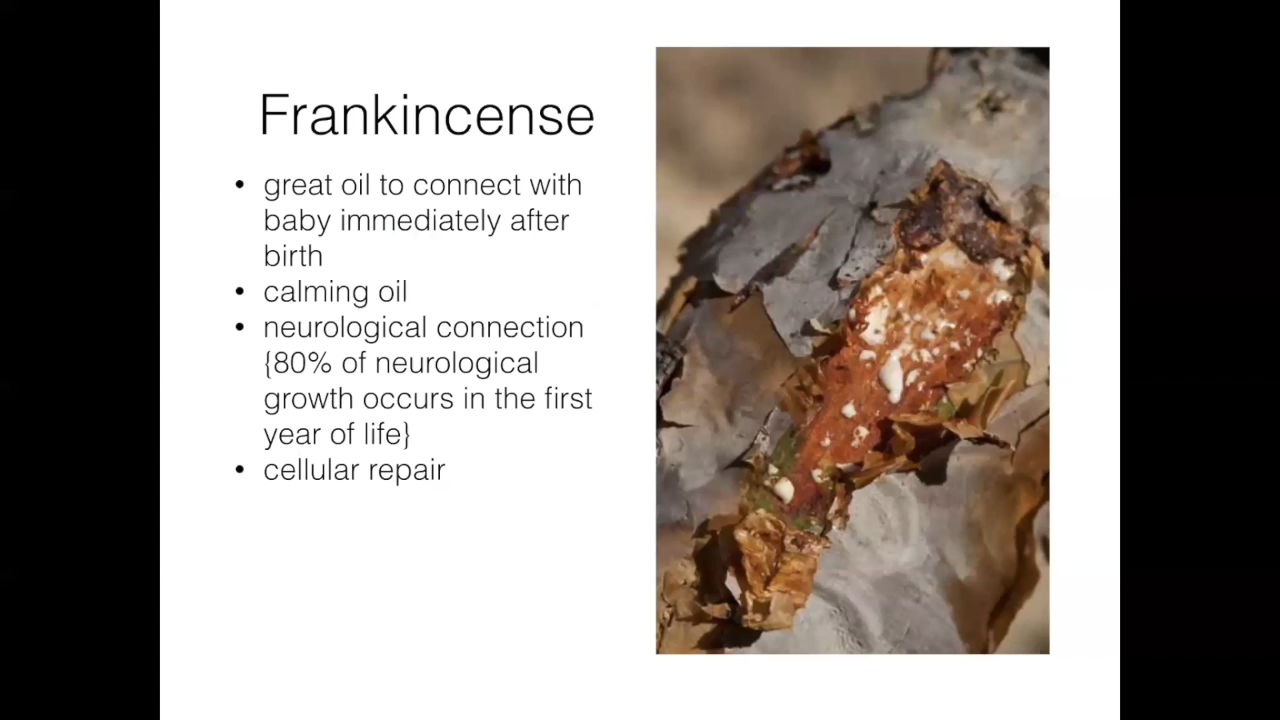 Frankincense
• great oil to connect with
baby immediately after
birth
• calming oil
• neurological connection
{80% of neurological
growth occurs in the first
year of life}
• cellular repair